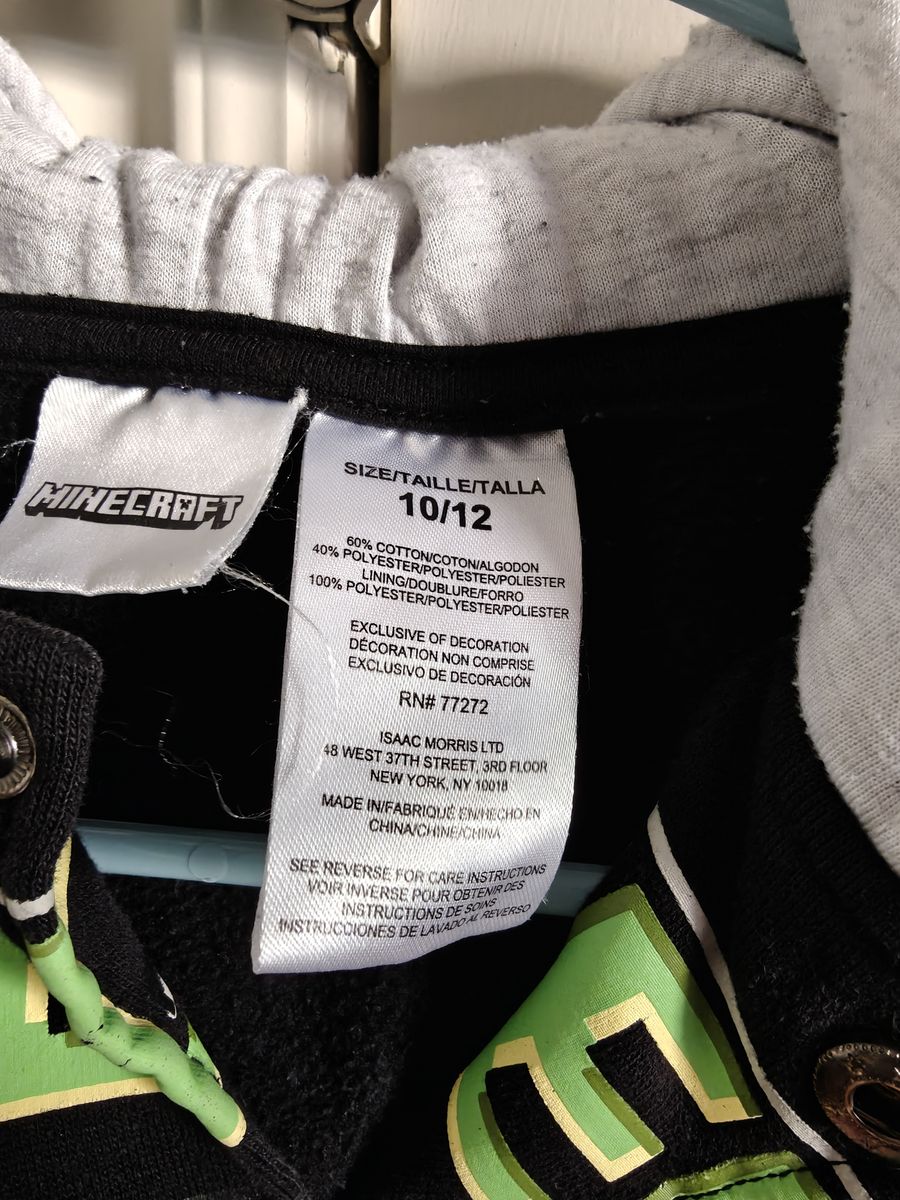 MINECRAFT
SIZE/TAILLE/TALLA
10/12
60% COTTON/COTON/ALGODON
40% POLYESTER/POLYESTER/POLIESTER
LINING/DOUBLURE/FORRO
100% POLYESTER/POLYESTER/POLIESTER
EXCLUSIVE OF DECORATION
DÉCORATION NON COMPRISE
EXCLUSIVO DE DECORACIÓN
RN# 77272
ISAAC MORRIS LTD
48 WEST 37TH STREET, 3RD FLOOR
NEW YORK, NY 10018
MADE IN/FABRIQUÉ EN/HECHO EN
CHINA/CHINE/CHINA
SEE REVERSE FOR CARE INSTRUCTIONS
VOIR INVERSE POUR OBTENIR DES
INSTRUCTIONS DE SOINS
INSTRUCCIONES DE LAVADO AL REVERSO